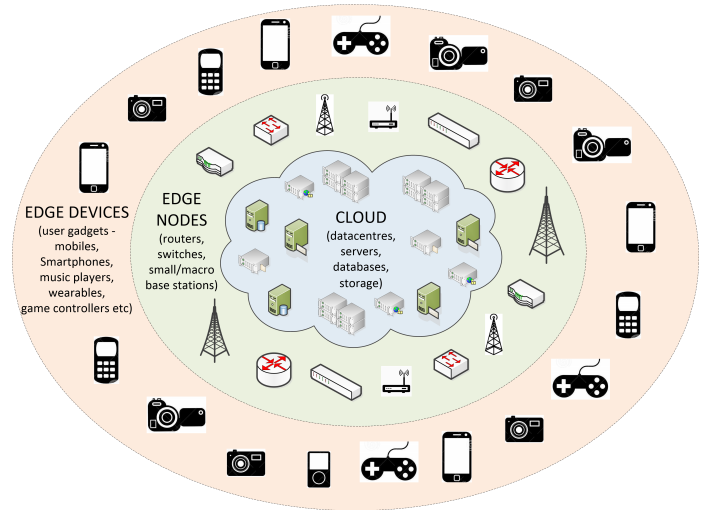 EDGE DEVICES
(user gadgets -
mobiles,
Smartphones,
music players,
wearables,
game controllers etc)
EDGE
NODES
(routers,
switches,
small/macro
base stations)
CLOUD
(datacentres,
servers,
databases,
storage)